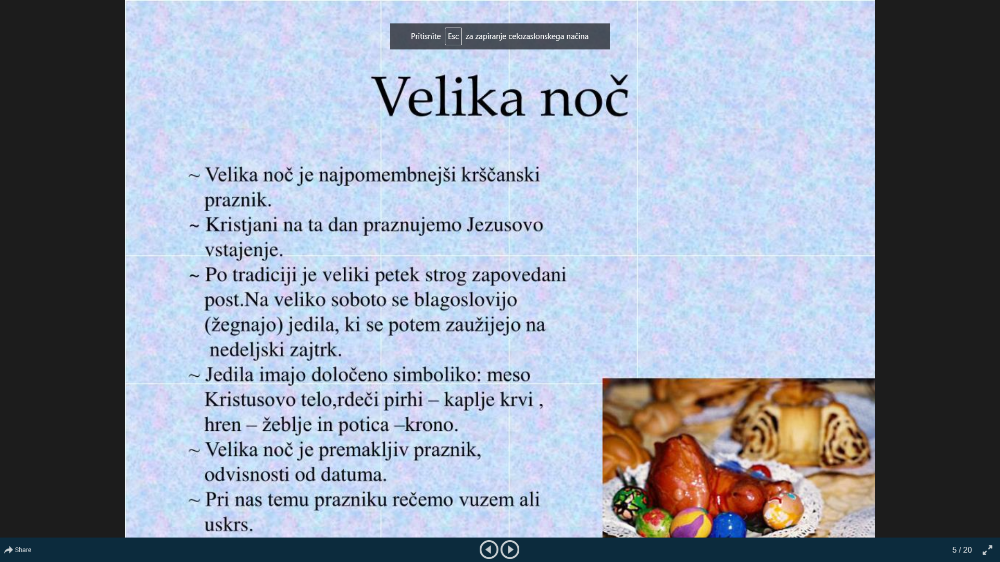 Pritisnite Esc za zapiranje celozaslonskega načina
Velika noč
~ Velika noč je najpomembnejši krščanski
praznik.
~ Kristjani na ta dan praznujemo Jezusovo
vstajenje.
~ Po tradiciji je veliki petek strog zapovedani
post.Na veliko soboto se blagoslovijo
(žegnajo) jedila, ki se potem zaužijejo na
nedeljski zajtrk.
~ Jedila imajo določeno simboliko: meso
Kristusovo telo,rdeči pirhi – kaplje krvi ,
hren – žeblje in potica –krono.
~ Velika noč je premakljiv praznik,
odvisnosti od datuma.
~ Pri nas temu prazniku rečemo vuzem ali
uskrs.
Share
5 / 20